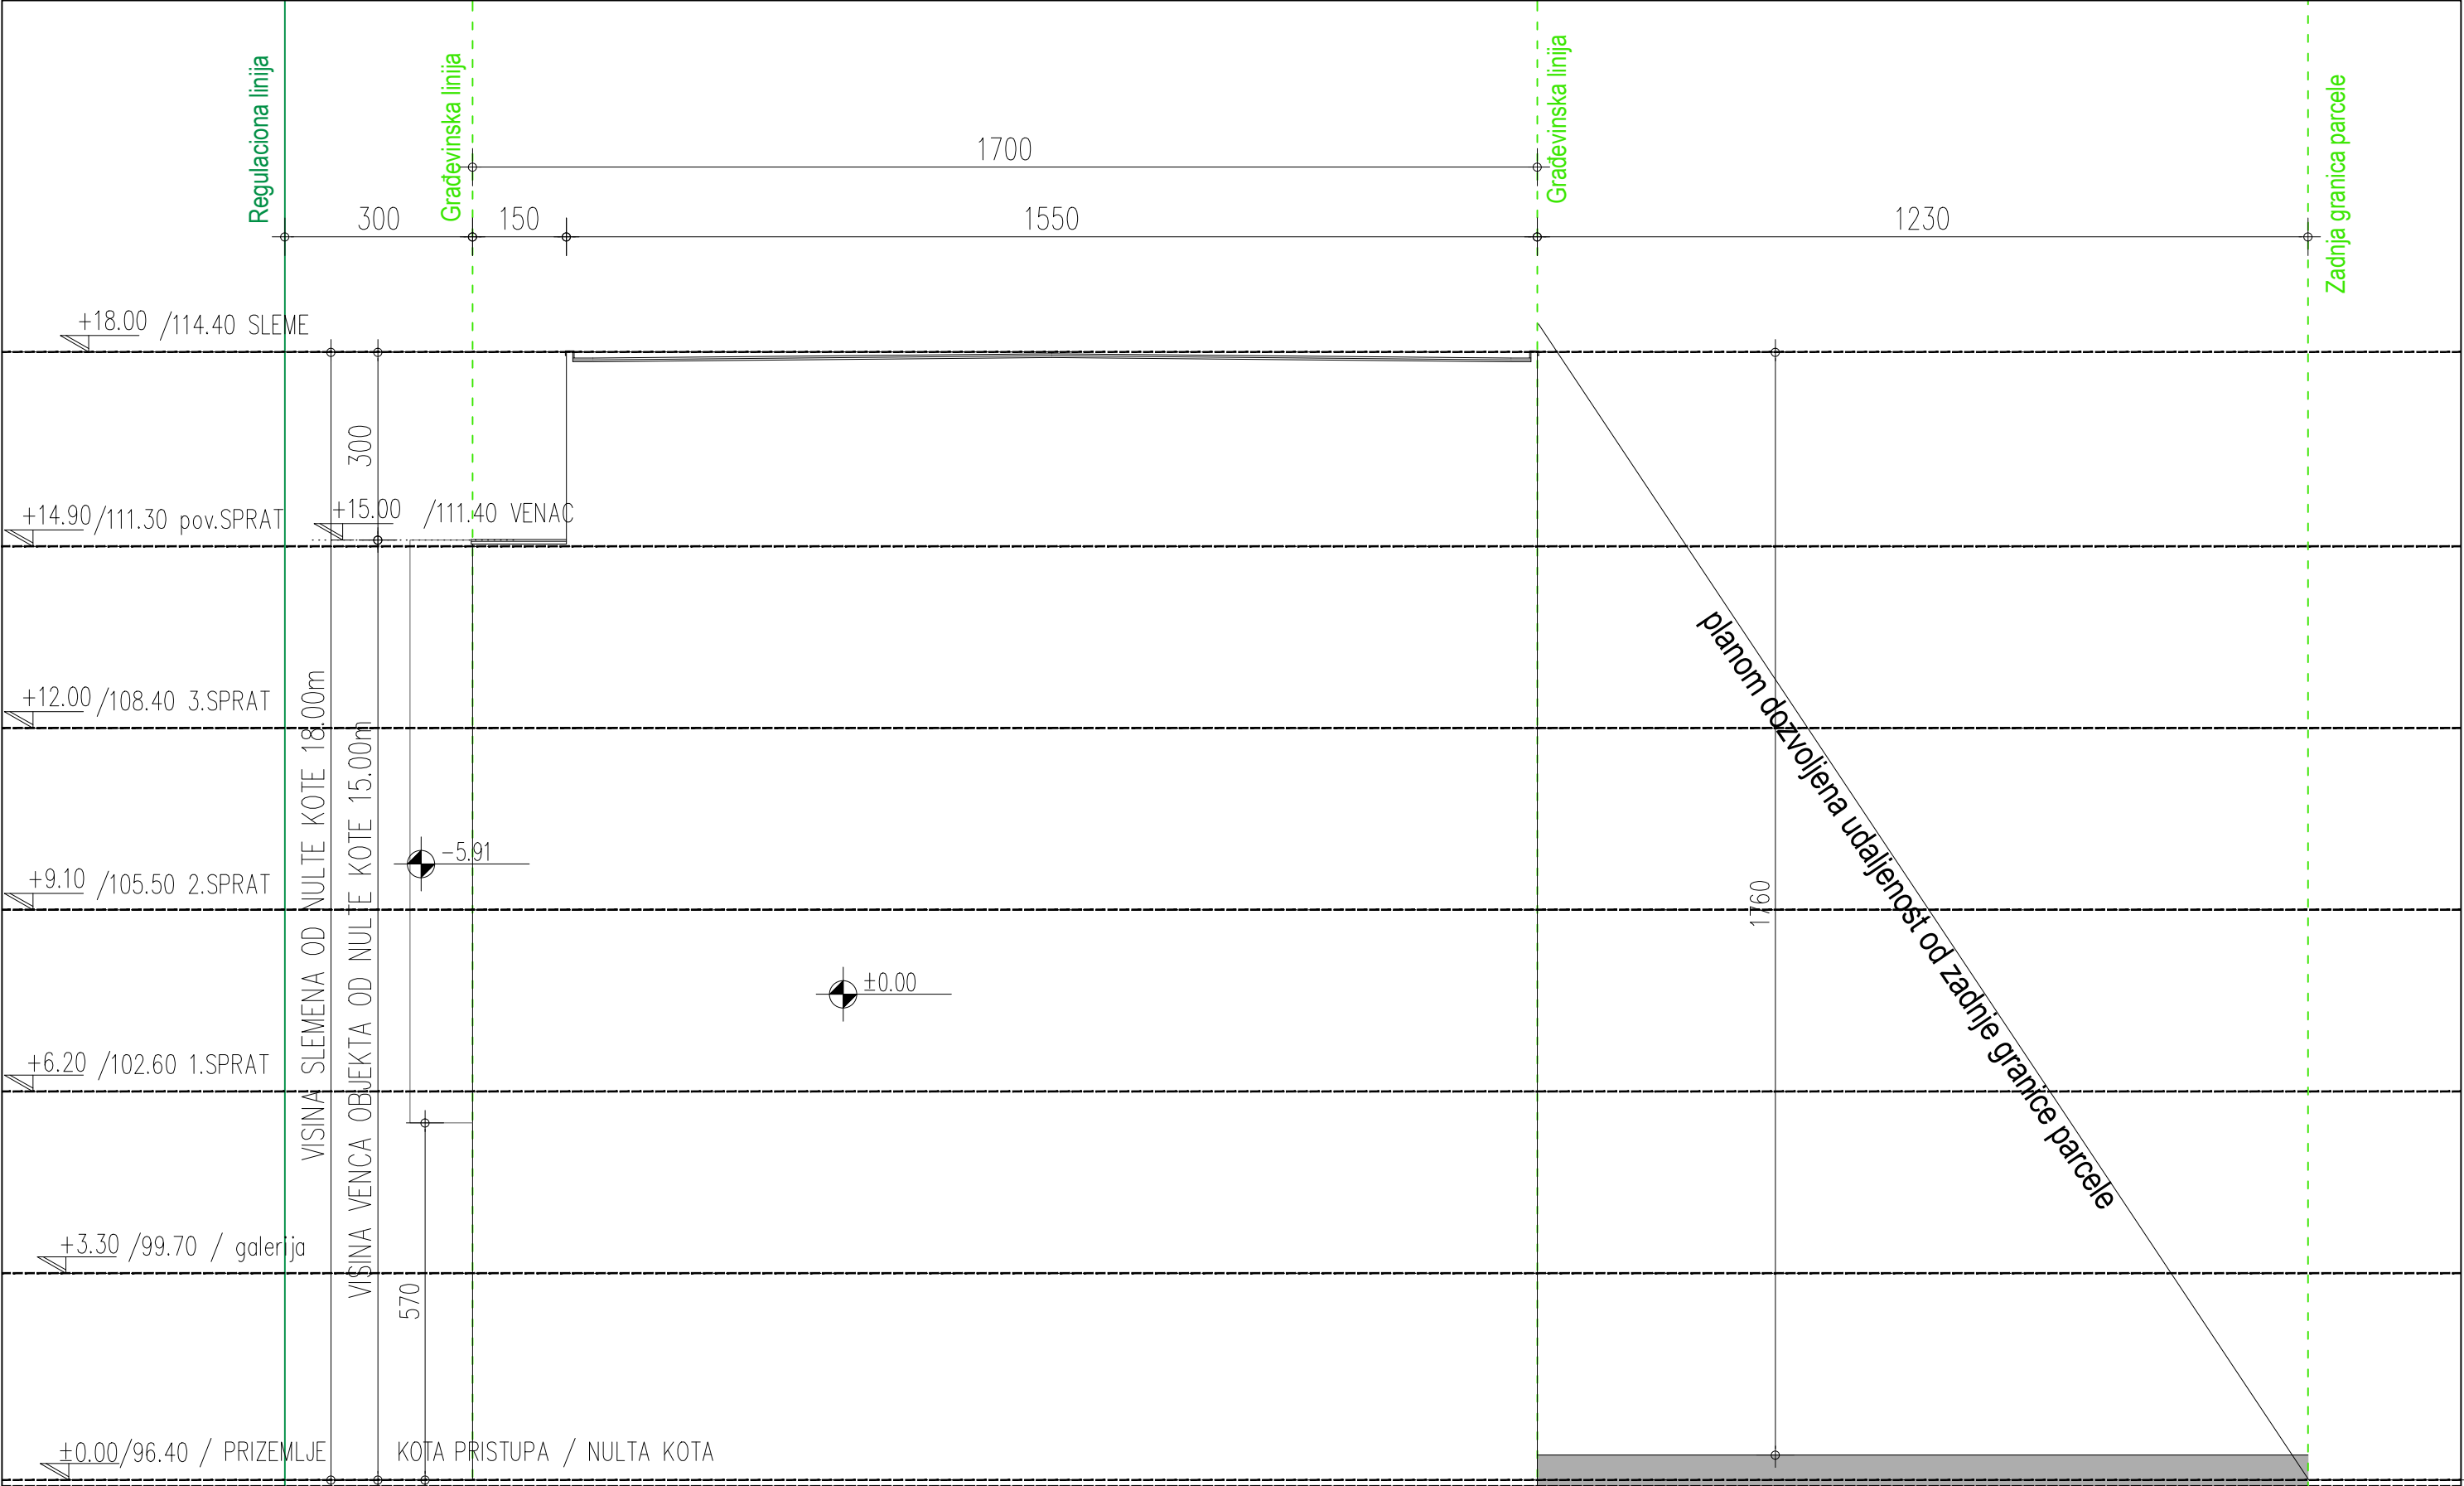 Regulaciona linija
Građevinska linija
Građevinska linija
Zadnja granica parcele
1700
300
150
1550
1230
+18.00 /114.40 SLEME
300
+14.90/111.30 pov.SPRAT
+15.00 /111.40 VENAC
planom dozvoljena udaljenost od zadnje granice parcele
+12.00/108.40 3.SPRAT
VISINA SLEMENA OD NULTE KOTE 18.00m
VISINA VENCA OBJEKTA OD NULTE KOTE 15.00m
-5.91
+9.10 /105.50 2.SPRAT
1760
±0.00
+6.20 /102.60 1.SPRAT
+3.30 /99.70 / galerija
570
±0.00/96.40 / PRIZEMLJE
KOTA PRISTUPA / NULTA KOTA